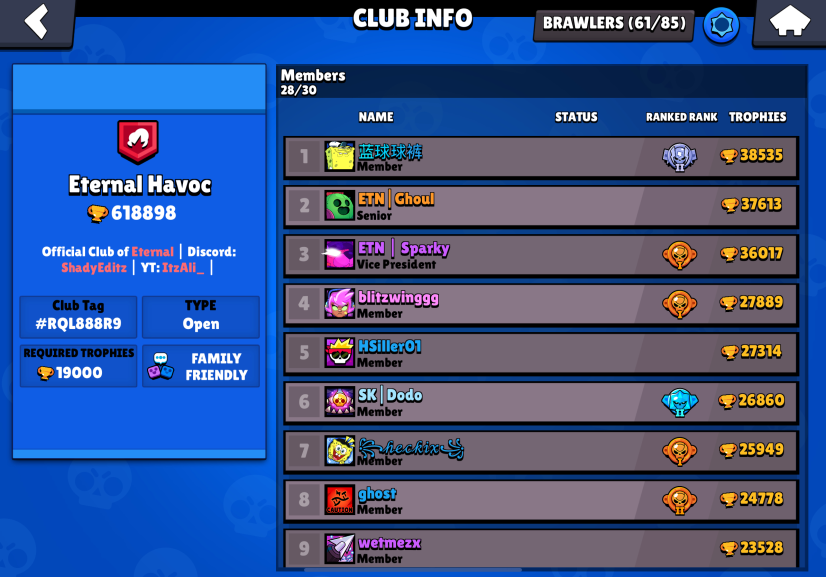 CLUB INFO
BRAWLERS (61/85)
Eternal Havoc
618898
Official Club of Eternal | Discord:
ShadyEditz | YT: ItzAli_ |
Club Tag
#RQL888R9
TYPE
Open
REQUIRED TROPHIES
19000
FAMILY
FRIENDLY
Members
28/30
NAME STATUS RANKED RANK TROPHIES
1 蓝球球裤 38535
Member II
2 ETN|Ghoul 37613
Senior
3 ETN | Sparky 36017
Vice President
4 blitzwinggg 27889
Member
5 HSiller01 27314
Member
6 SK|Dodo 26860
Member II
7 ꧁heckix꧂ 25949
Member
8 ghost 24778
CAUTION Member
9 wetmezx 23528
Member